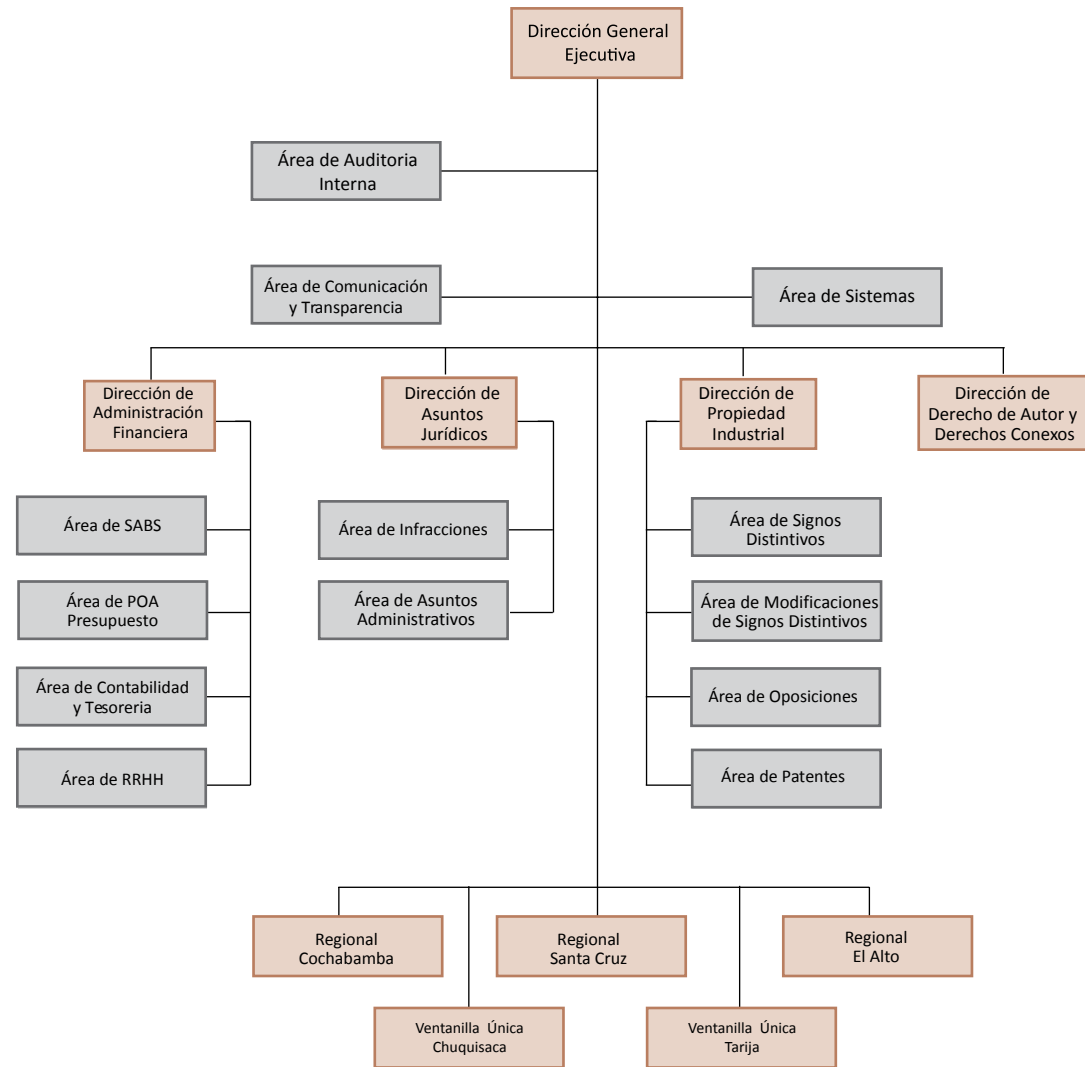 Dirección General
Ejecutiva
Área de Auditoria
Interna
Área de Comunicación
y Transparencia
Área de Sistemas
Dirección de
Administración
Financiera
Dirección de
Asuntos
Jurídicos
Dirección de
Propiedad
Industrial
Dirección de
Derecho de Autor y
Derechos Conexos
Área de SABS
Área de POA
Presupuesto
Área de Contabilidad
y Tesoreria
Área de RRHH
Área de Infracciones
Área de Asuntos
Administrativos
Área de Signos
Distintivos
Área de Modificaciones
de Signos Distintivos
Área de Oposiciones
Área de Patentes
Regional
Cochabamba
Regional
Santa Cruz
Regional
El Alto
Ventanilla Única
Chuquisaca
Ventanilla Única
Tarija